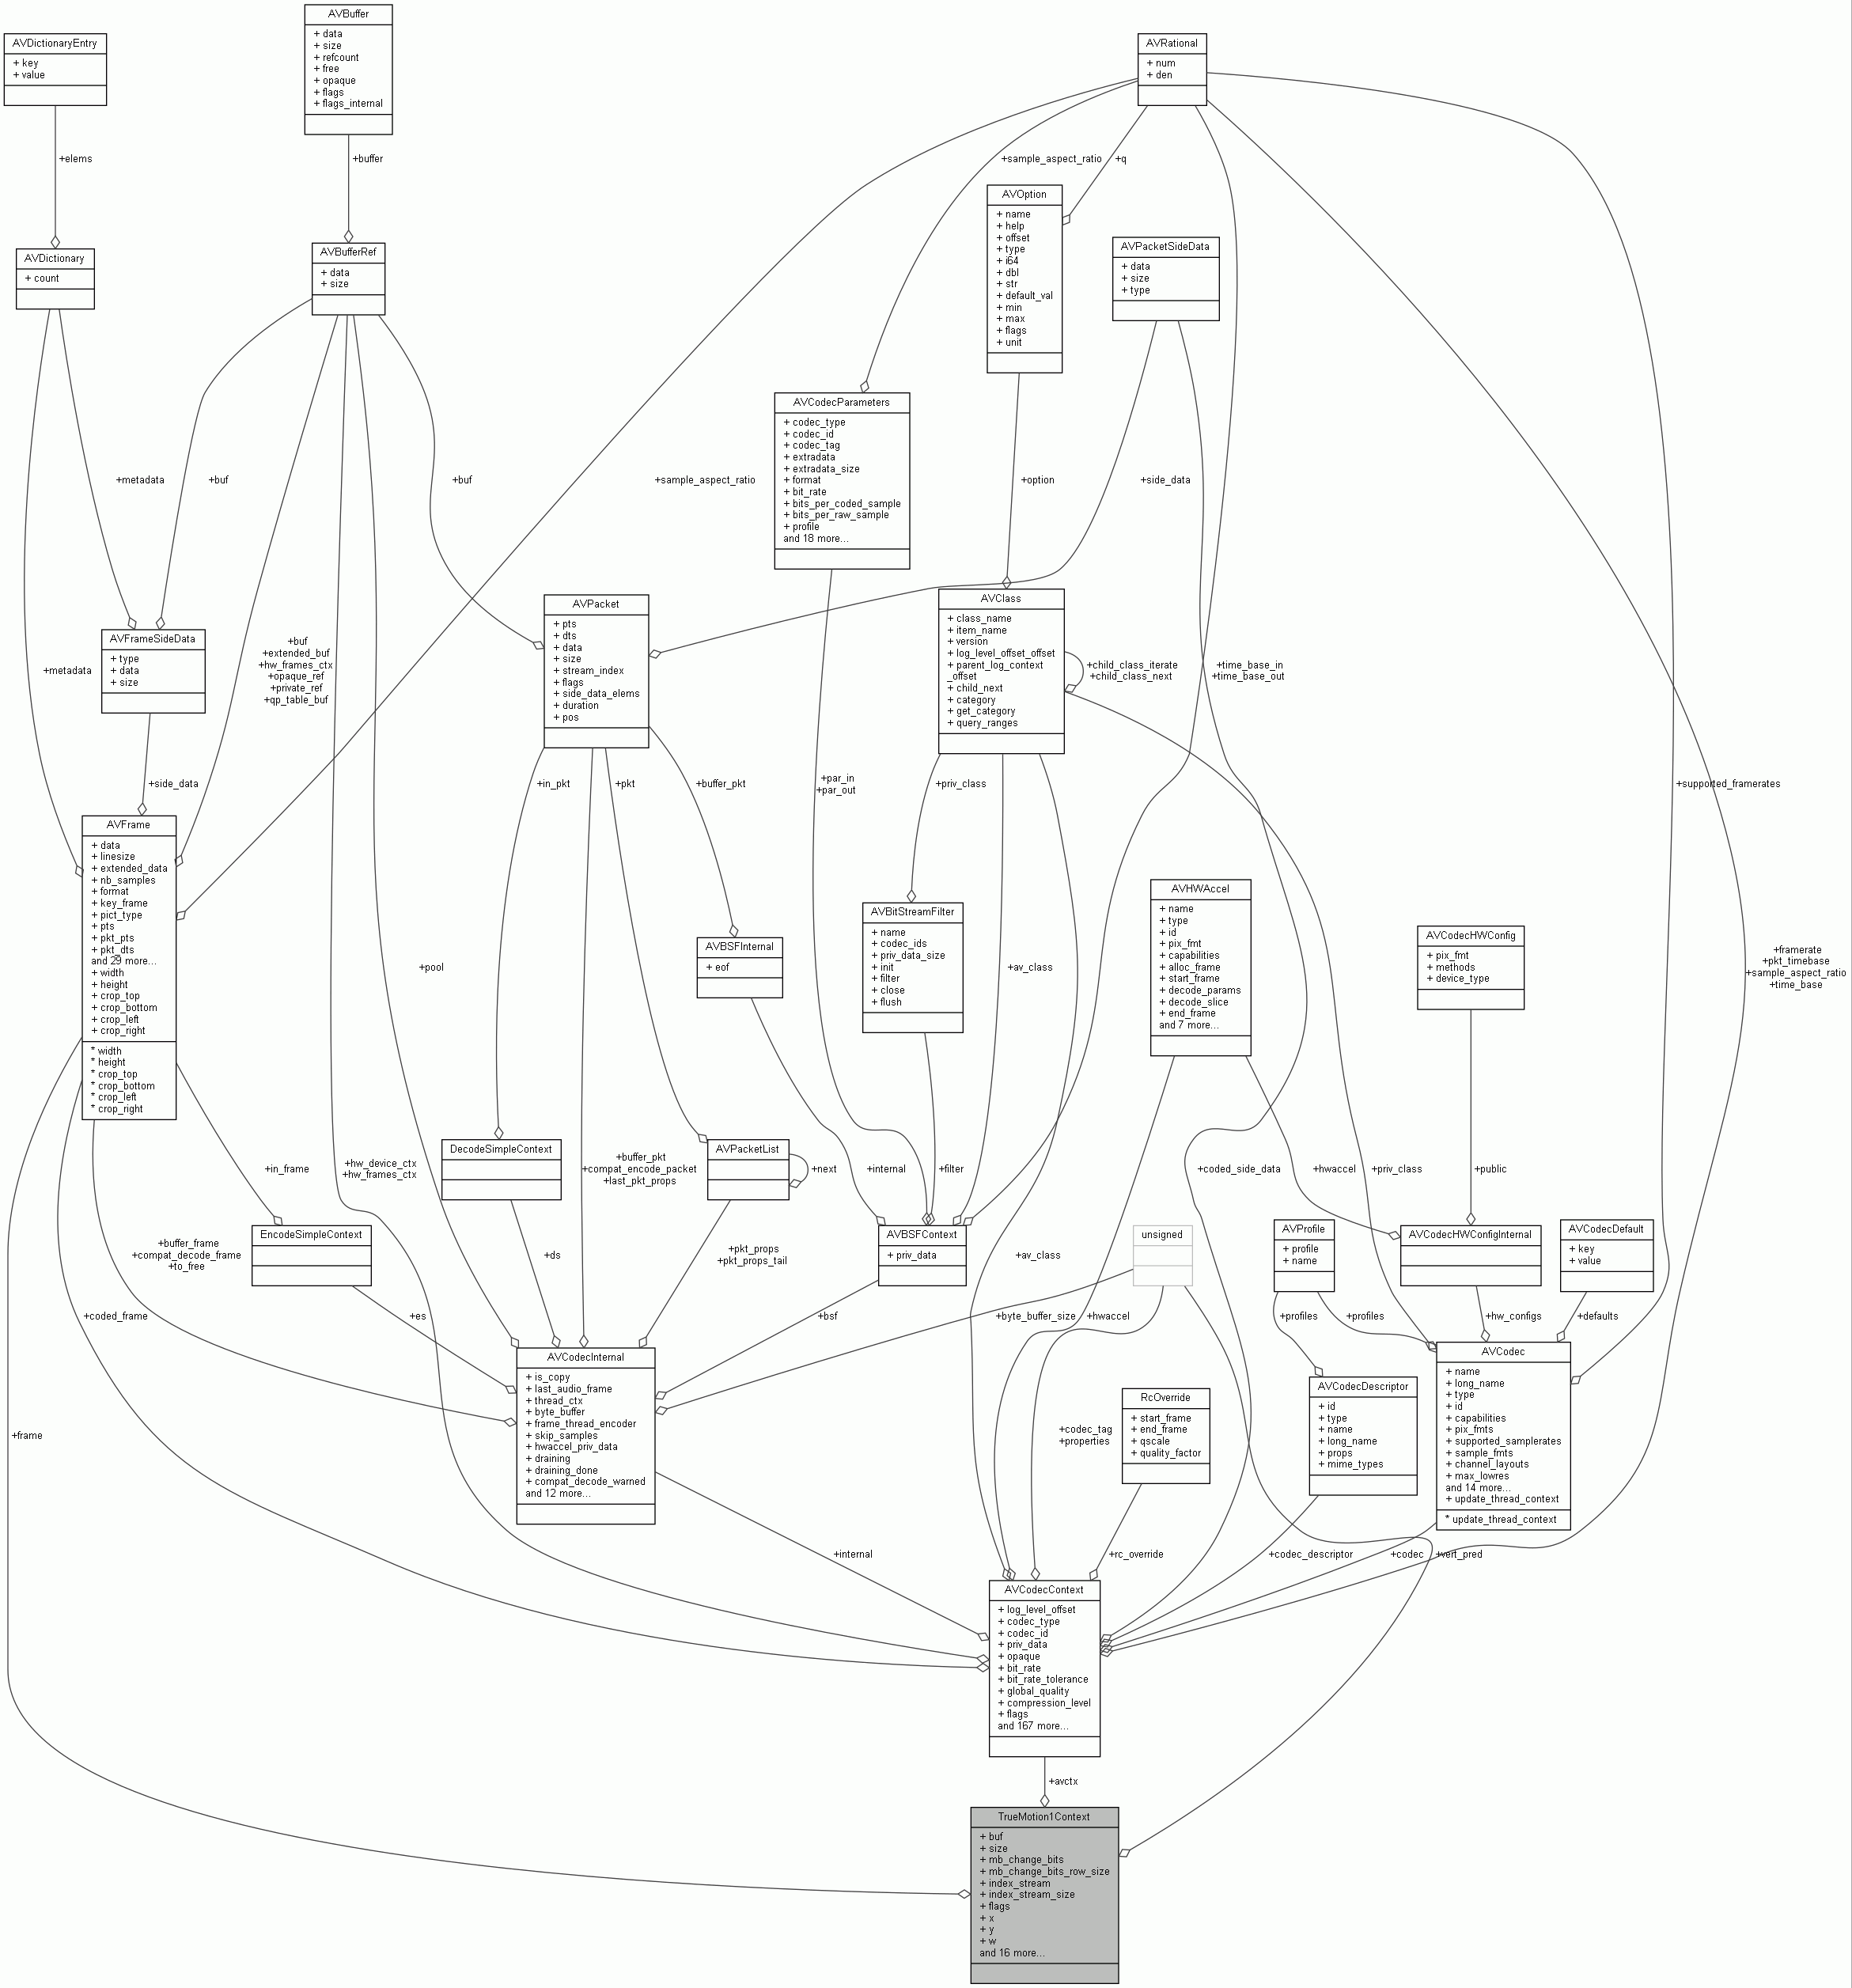 AVBuffer
+ data
+ size
+ refcount
+ free
+ opaque
+ flags
+ flags_internal
AVDictionaryEntry
+ key
+ value
AVRational
+ num
+ den
+elems
+buffer
+sample_aspect_ratio
+q
AVOption
+ name
+ help
+ offset
+ type
+ i64
+ dbl
+ str
+ default_val
+ min
+ max
+ flags
+ unit
AVPacketSideData
+ data
+ size
+ type
AVDictionary
+ count
AVBufferRef
+ data
+ size
AVCodecParameters
+ codec_type
+ codec_id
+ codec_tag
+ extradata
+ extradata_size
+ format
+ bit_rate
+ bits_per_coded_sample
+ bits_per_raw_sample
+ profile
and 18 more...
+metadata
+buf
+buf
+sample_aspect_ratio
+option
+side_data
AVPacket
+ pts
+ dts
+ data
+ size
+ stream_index
+ flags
+ side_data_elems
+ duration
+ pos
AVClass
+ class_name
+ item_name
+ version
+ log_level_offset_offset
+ parent_log_context
_offset
+ child_next
+ category
+ get_category
+ query_ranges
+child_class_iterate
+child_class_next
+time_base_in
+time_base_out
AVFrameSideData
+ type
+ data
+ size
+metadata
+buf
+extended_buf
+hw_frames_ctx
+opaque_ref
+private_ref
+qp_table_buf
+side_data
+in_pkt
+pkt
+buffer_pkt
+par_in
+par_out
+priv_class
+supported_framerates
AVFrame
+ data
+ linesize
+ extended_data
+ nb_samples
+ format
+ key_frame
+ pict_type
+ pts
+ pkt_pts
+ pkt_dts
and 29 more...
+ width
+ height
+ crop_top
+ crop_bottom
+ crop_left
+ crop_right
* width
* height
* crop_top
* crop_bottom
* crop_left
* crop_right
+pool
AVBSFInternal
+ eof
AVBitStreamFilter
+ name
+ codec_ids
+ priv_data_size
+ init
+ filter
+ close
+ flush
+av_class
AVHWAccel
+ name
+ type
+ id
+ pix_fmt
+ capabilities
+ alloc_frame
+ start_frame
+ decode_params
+ decode_slice
+ end_frame
and 7 more...
AVCodecHWConfig
+ pix_fmt
+ methods
+ device_type
+framerate
+pkt_timebase
+sample_aspect_ratio
+time_base
+in_frame
+hw_device_ctx
+hw_frames_ctx
DecodeSimpleContext
+buffer_pkt
+compat_encode_packet
+last_pkt_props
AVPacketList
+next
+internal
+filter
+coded_side_data
+hwaccel
+priv_class
+public
+buffer_frame
+compat_decode_frame
+to_free
EncodeSimpleContext
+ds
+pkt_props
+pkt_props_tail
AVBSFContext
+ priv_data
+av_class
unsigned
AVProfile
+ profile
+ name
AVCodecHWConfigInternal
AVCodecDefault
+ key
+ value
+coded_frame
+es
+bsf
+byte_buffer_size
+hwaccel
+profiles
+profiles
+hw_configs
+defaults
+frame
AVCodecInternal
+ is_copy
+ last_audio_frame
+ thread_ctx
+ byte_buffer
+ frame_thread_encoder
+ skip_samples
+ hwaccel_priv_data
+ draining
+ draining_done
+ compat_decode_warned
and 12 more...
+codec_tag
+properties
RcOverride
+ start_frame
+ end_frame
+ qscale
+ quality_factor
AVCodecDescriptor
+ id
+ type
+ name
+ long_name
+ props
+ mime_types
AVCodec
+ name
+ long_name
+ type
+ id
+ capabilities
+ pix_fmts
+ supported_samplerates
+ sample_fmts
+ channel_layouts
+ max_lowres
and 14 more...
+ update_thread_context
* update_thread_context
+internal
+rc_override
+codec_descriptor
+codec
+vert_pred
AVCodecContext
+ log_level_offset
+ codec_type
+ codec_id
+ priv_data
+ opaque
+ bit_rate
+ bit_rate_tolerance
+ global_quality
+ compression_level
+ flags
and 167 more...
+avctx
TrueMotion1Context
+ buf
+ size
+ mb_change_bits
+ mb_change_bits_row_size
+ index_stream
+ index_stream_size
+ flags
+ x
+ y
+ w
and 16 more...